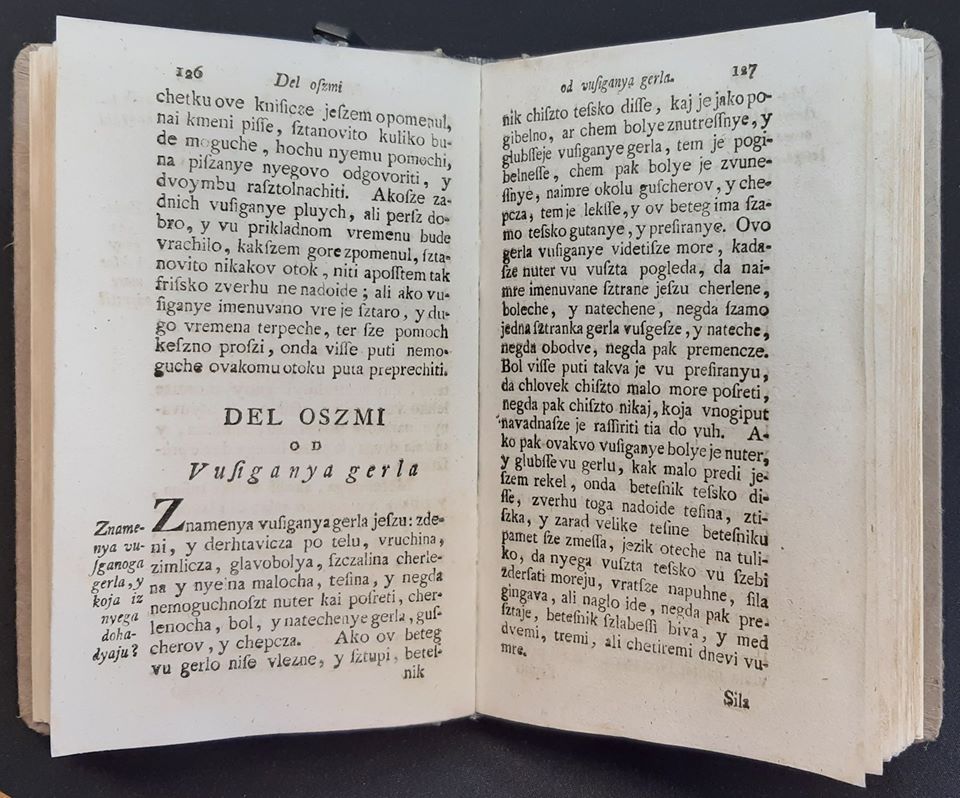 126
Del oſzmi
chetku ove kniſicze jeſzem opomenul,
nai kmeni piſſe, ſztanovito kuliko bu-
de moguche, hochu nyemu pomochi,
na piſzanye nyegovo odgovoriti, y
dvoymbu raſztolnachiti. Akoſze za-
dnich vuſiganye pluych, ali perſz do-
bro, y vu prikladnom vremenu bude
vrachilo, kakſzem gore zpomenul, ſzta-
novito nikakov otok, niti apoſſtem tak
friſsko zverhu ne nadoide; ali ako vu-
ſiganye imenuvano vre je ſztaro, y du-
go vremena terpeche, ter ſze pomoch
keſzno proſzi, onda viſſe puti nemo-
guche ovakomu otoku puta preprechiti.
DEL OSZMI
OD
Vuſiganya gerla
Zname-
nya vu-
ſganoga
gerla, y
koja iz
nyega
doha-
dyaju?
Znamenya vuſiganya gerla jeſzu: zde-
ni, y derhtavicza po telu, vruchina,
zimlicza, glavobolya, ſzczalina cherle-
na y nye na malocha, teſina, y negda
nemoguchnoſzt nuter kai poſreti, cher-
lenocha, bol, y natechenye gerla, guſ-
cherov, y chepcza. Ako ov beteg
vu gerlo niſe vlezne, y ſztupi, beteſ-
nik
od vuſiganya gerla.
127
nik chiſzto teſsko diſſe, kaj je jako po-
gibelno, ar chem bolye znutreſſnye, y
glubſſeje vuſiganye gerla, tem je pogi-
belneſſe, chem pak bolye je zvune-
ſſnye, naimre okolu guſcherov, y che-
pcza, tem je lekſſe, y ov beteg ima ſza-
mo teſsko gutanye, y preſiranye. Ovo
gerla vuſiganye videtiſze more, kada-
ſze nuter vu vuſzta pogleda, da nai-
mre imenuvane ſztrane jeſzu cherlene,
boleche, y natechene, negda ſzamo
jedna ſztranka gerla vuſgeſze, y nateche,
negda obodve, negda pak premencze.
Bol viſſe puti takva je vu preſiranyu,
da chlovek chiſzto malo more poſreti,
negda pak chiſzto nikaj, koja vnogiput
navadnaſze je raſſiriti tia do vuh. A-
ko pak ovakvo vuſiganye bolye je nuter,
y glubſſe vu gerlu, kak malo predi je-
ſzem rekel, onda beteſnik teſsko di-
ſſe, zverhu toga nadoide teſina, zti-
ſzka, y zarad velike teſine beteſniku
pamet ſze zmeſſa, jezik oteche na tuli-
ko, da nyega vuſzta teſsko vu ſzebi
zderſati moreju, vratſze napuhne, ſila
gingava, ali naglo ide, negda pak pre-
ſztaje, beteſnik ſzlabeſſi biva, y med
dvemi, tremi, ali chetiremi dnevi vu-
mre.
Sila